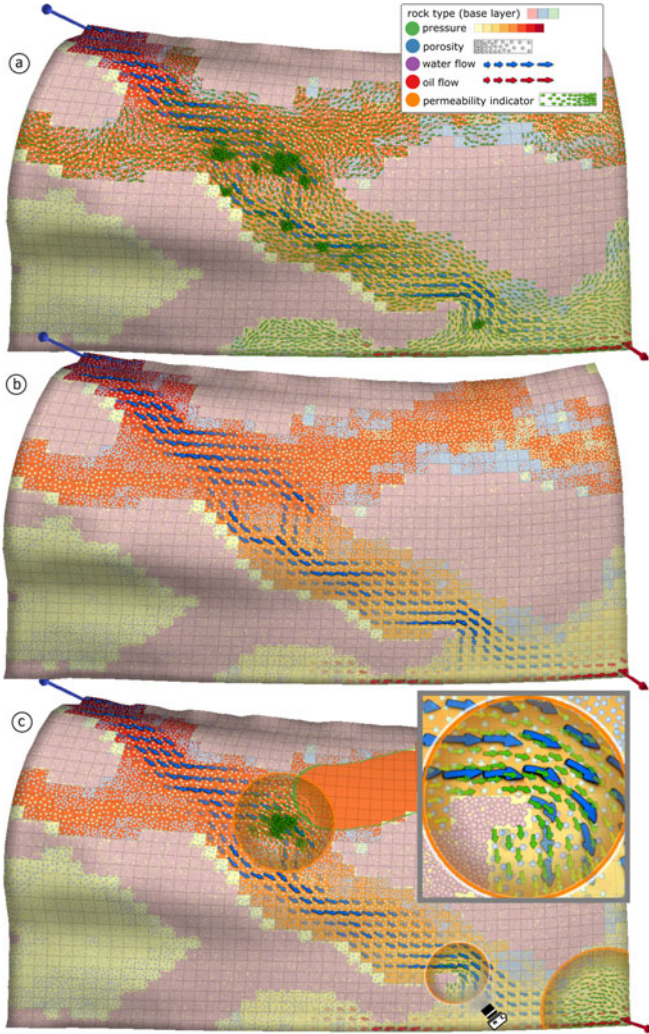 rock type (base layer)
pressure
porosity
water flow
oil flow
permeability indicator
a
b
c